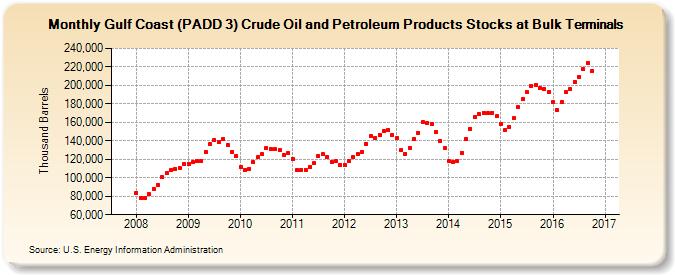 Monthly Gulf Coast (PADD 3) Crude Oil and Petroleum Products Stocks at Bulk Terminals
Thousand Barrels
240,000
220,000
200,000
180,000
160,000
140,000
120,000
100,000
80,000
60,000
2008 2009 2010 2011 2012 2013 2014 2015 2016 2017
Source: U.S. Energy Information Administration